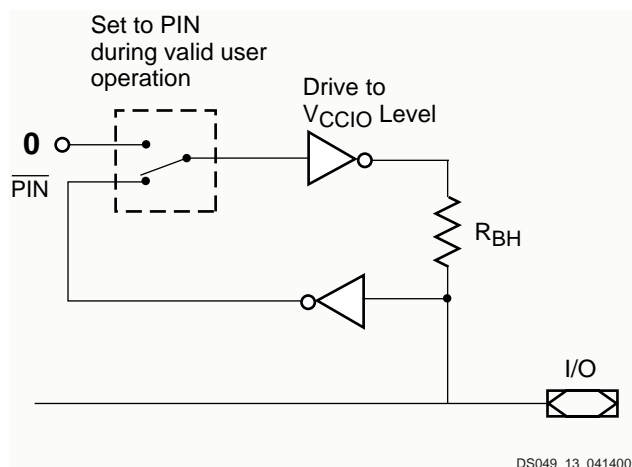 Set to PIN
during valid user
operation
Drive to
VCCIO Level
0
PIN
RBH
I/O
DS049_13_041400